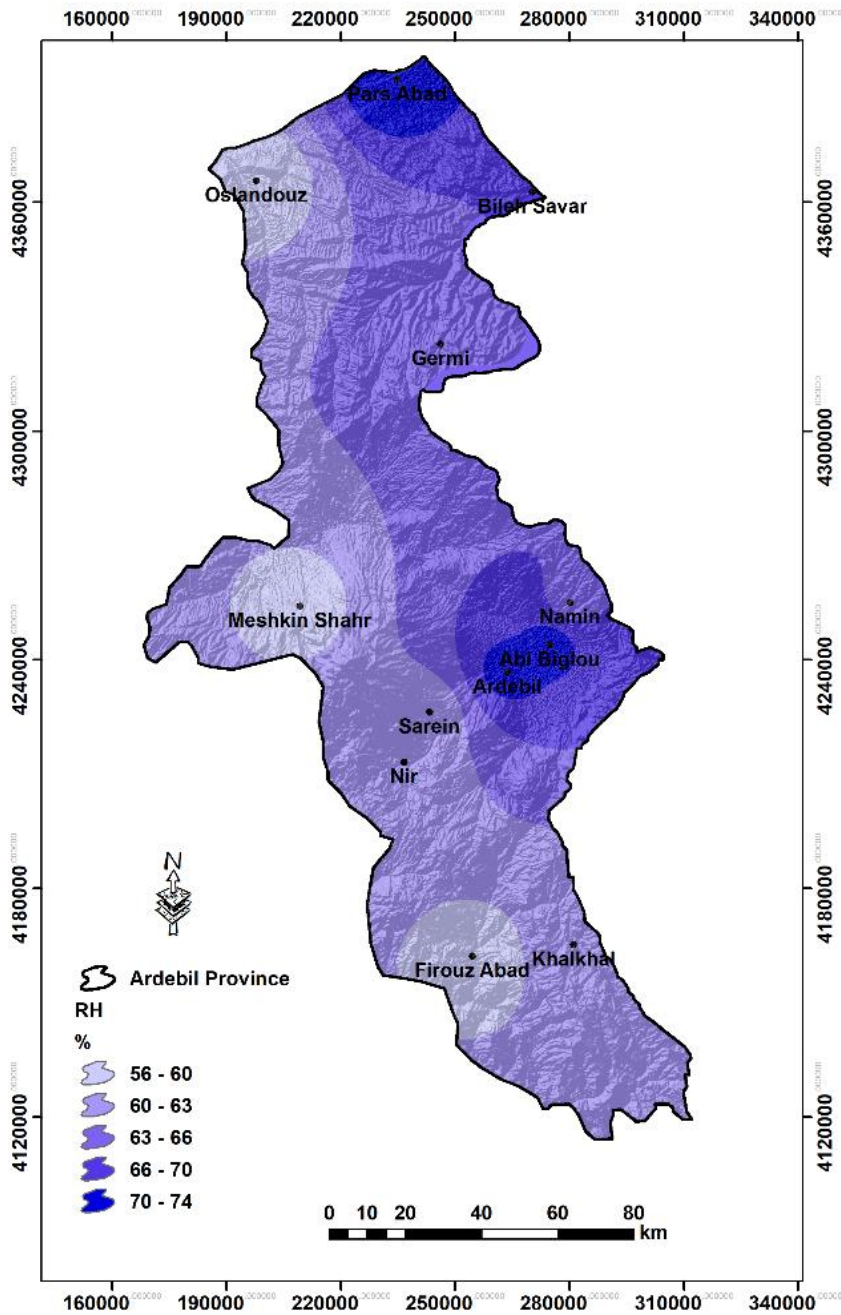 160000 190000 220000 250000 280000 310000 340000
Pars Abad
Oslandouz
Bileh Savar
4360000 4360000
Germi
4300000 4300000
Namin
Meshkin Shahr
Abi Biglou
4240000 4240000
Ardebil
Sarein
Nir
N
4180000 4180000
Khalkhal
Firouz Abad
Ardebil Province
RH
%
56 - 60
60 - 63
4120000 4120000
63 - 66
66 - 70
70 - 74
0 10 20 40 60 80
km
160000 190000 220000 250000 280000 310000 340000